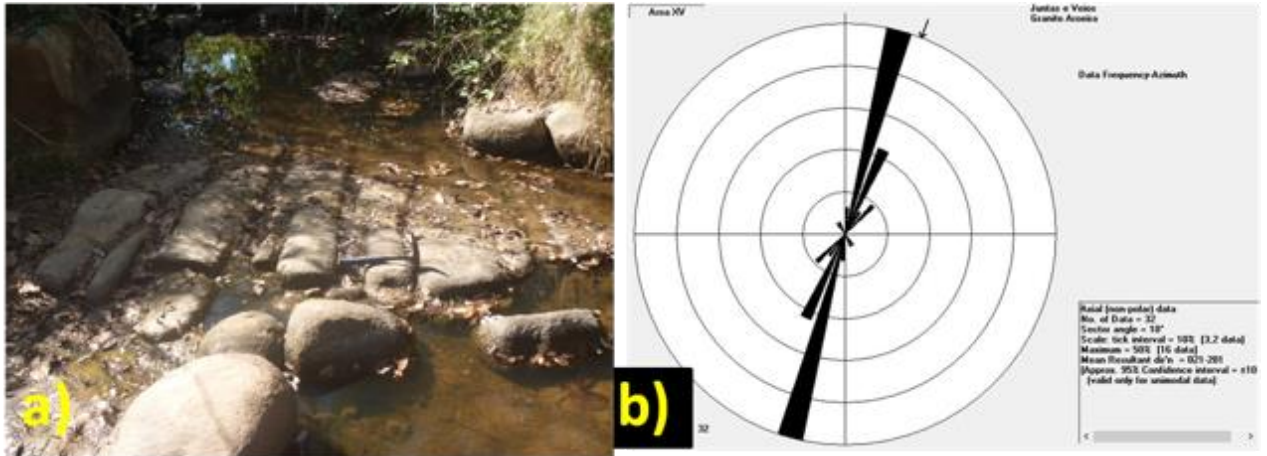 a)
Area XV
Juntas e Veios
Granito Aroeira
Data Frequency-Azimuth
Axial (non-polar) data
No. of Data = 32
Sector angle = 10°
Scale: tick interval = 10% (3.2 data)
Maximum = 50% (16 data)
Mean Resultant dir'n = 021-201
Approx. 95% Confidence interval = ±10
(valid only for unimodal data)
b)
32